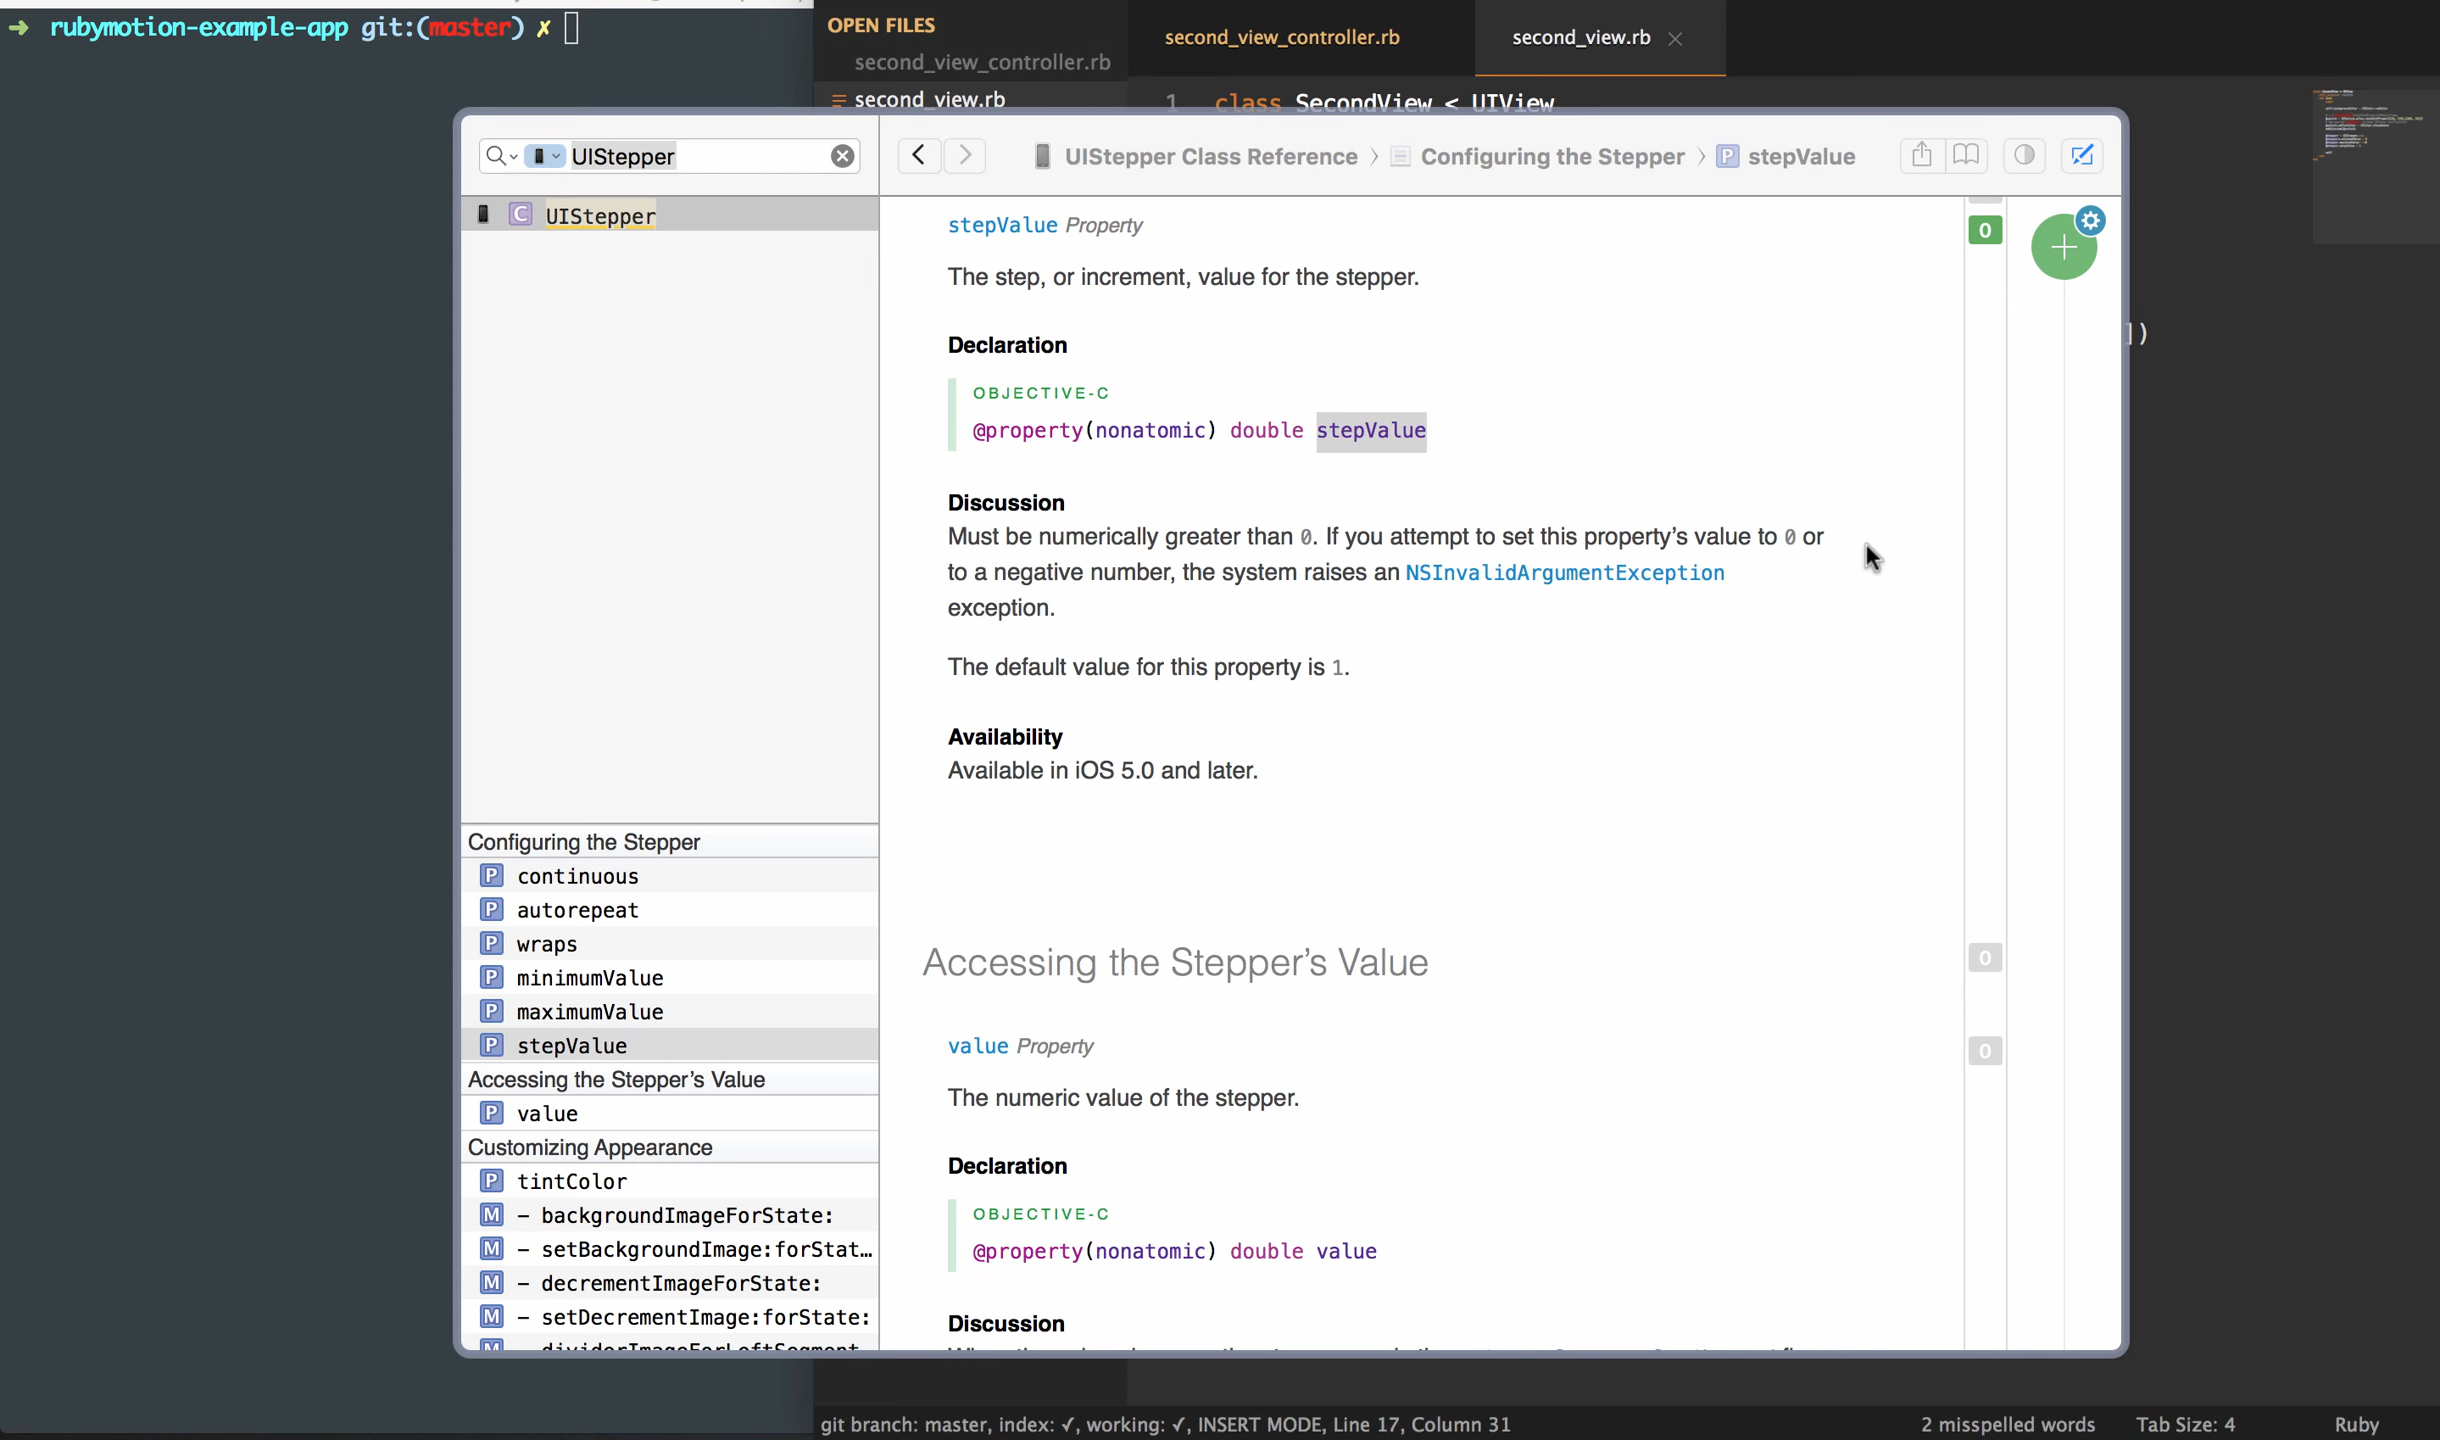 ➜ rubymotion-example-app git:(master) ✗
OPEN FILES
second_view_controller.rb
second_view.rb
second_view_controller.rb
second_view.rb
1 class SecondView < UIView
])
UIStepper
UIStepper Class Reference 〉 Configuring the Stepper 〉 P stepValue
C UIStepper
Configuring the Stepper
P continuous
P autorepeat
P wraps
P minimumValue
P maximumValue
P stepValue
Accessing the Stepper’s Value
P value
Customizing Appearance
P tintColor
M - backgroundImageForState:
M - setBackgroundImage:forStat…
M - decrementImageForState:
M - setDecrementImage:forState:
stepValue Property
0
The step, or increment, value for the stepper.
Declaration
OBJECTIVE-C
@property(nonatomic) double stepValue
Discussion
Must be numerically greater than 0. If you attempt to set this property’s value to 0 or
to a negative number, the system raises an NSInvalidArgumentException
exception.
The default value for this property is 1.
Availability
Available in iOS 5.0 and later.
Accessing the Stepper’s Value
0
value Property
0
The numeric value of the stepper.
Declaration
OBJECTIVE-C
@property(nonatomic) double value
Discussion
git branch: master, index: ✓, working: ✓, INSERT MODE, Line 17, Column 31
2 misspelled words
Tab Size: 4
Ruby